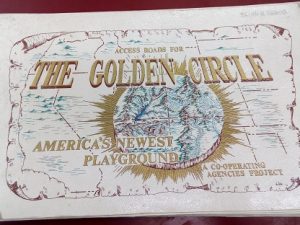 ACCESS ROADS FOR
THE GOLDEN CIRCLE
AMERICA'S NEWEST
PLAYGROUND
A CO-OPERATING
AGENCIES PROJECT